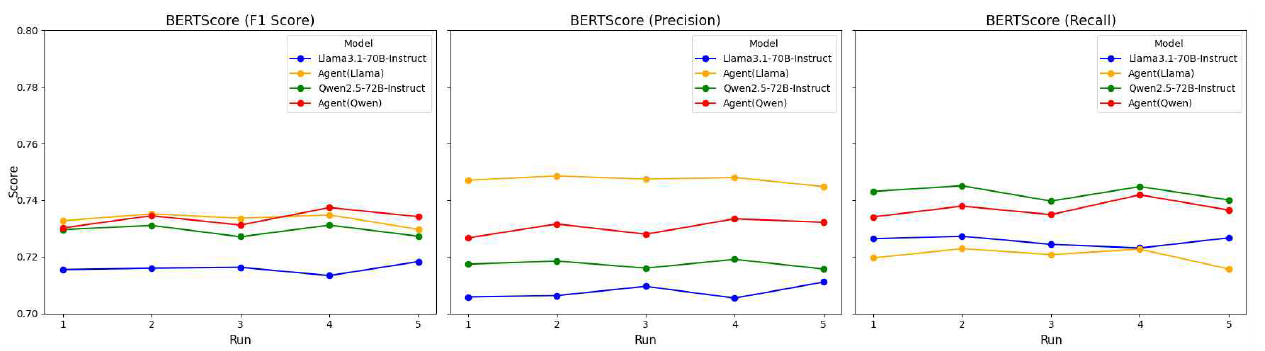 BERTScore (F1 Score)
Score
0.80
0.78
0.76
0.74
0.72
0.70
Model
Llama3.1-70B-Instruct
Agent(Llama)
Qwen2.5-72B-Instruct
Agent(Qwen)
1 2 3 4 5
Run
BERTScore (Precision)
Model
Llama3.1-70B-Instruct
Agent(Llama)
Qwen2.5-72B-Instruct
Agent(Qwen)
1 2 3 4 5
Run
BERTScore (Recall)
Model
Llama3.1-70B-Instruct
Agent(Llama)
Qwen2.5-72B-Instruct
Agent(Qwen)
1 2 3 4 5
Run